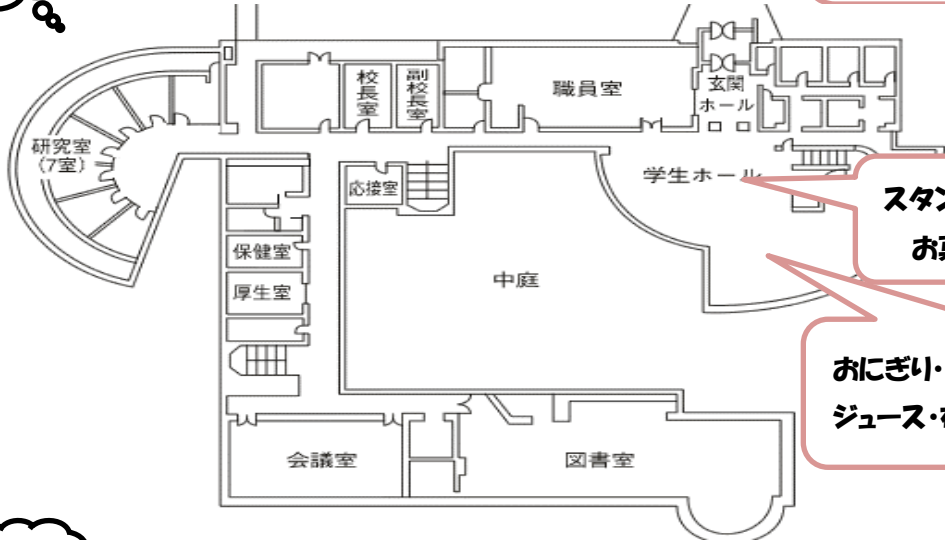 校長室
副校長室
職員室
玄関
ホール
研究室
(7室)
応接室
学生ホール
スタン
保健室
厚生室
中庭
おにぎり・
ジュース・
会議室
図書室